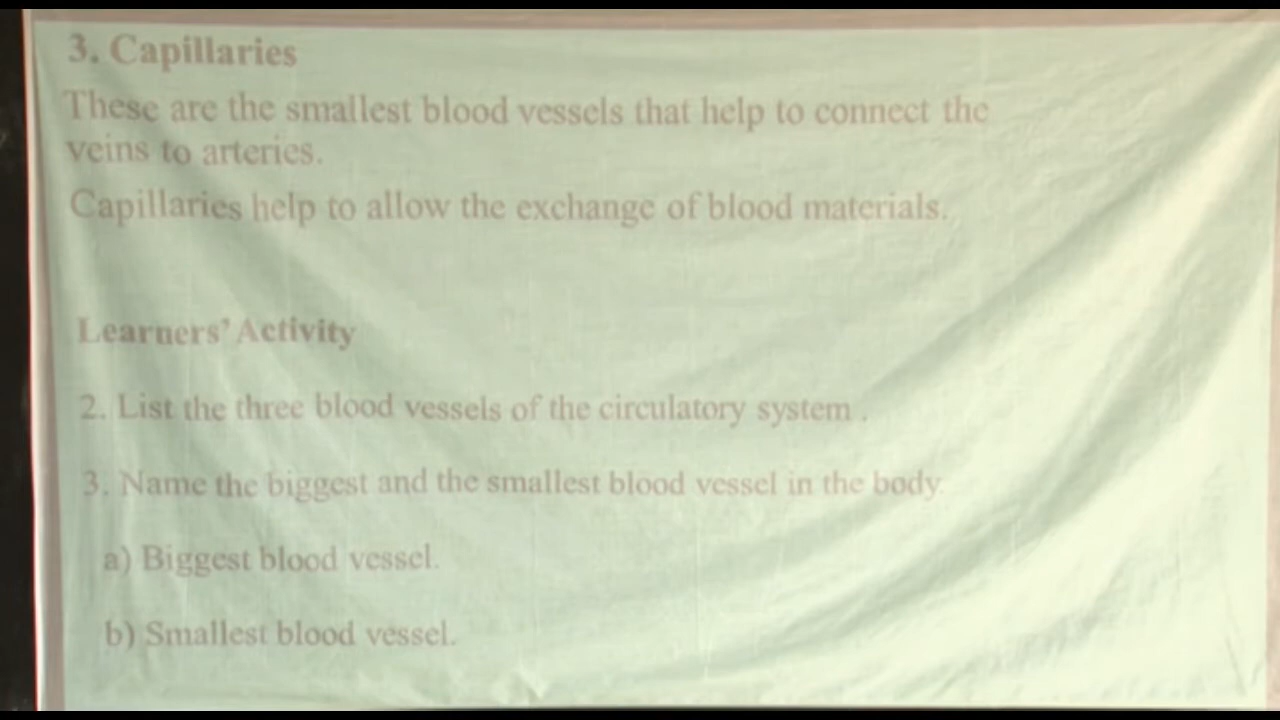 3. Capillaries
These are the smallest blood vessels that help to connect the
veins to arteries.
Capillaries help to allow the exchange of blood materials.
Learners' Activity
2. List the three blood vessels of the circulatory system .
3. Name the biggest and the smallest blood vessel in the body.
a) Biggest blood vessel.
b) Smallest blood vessel.